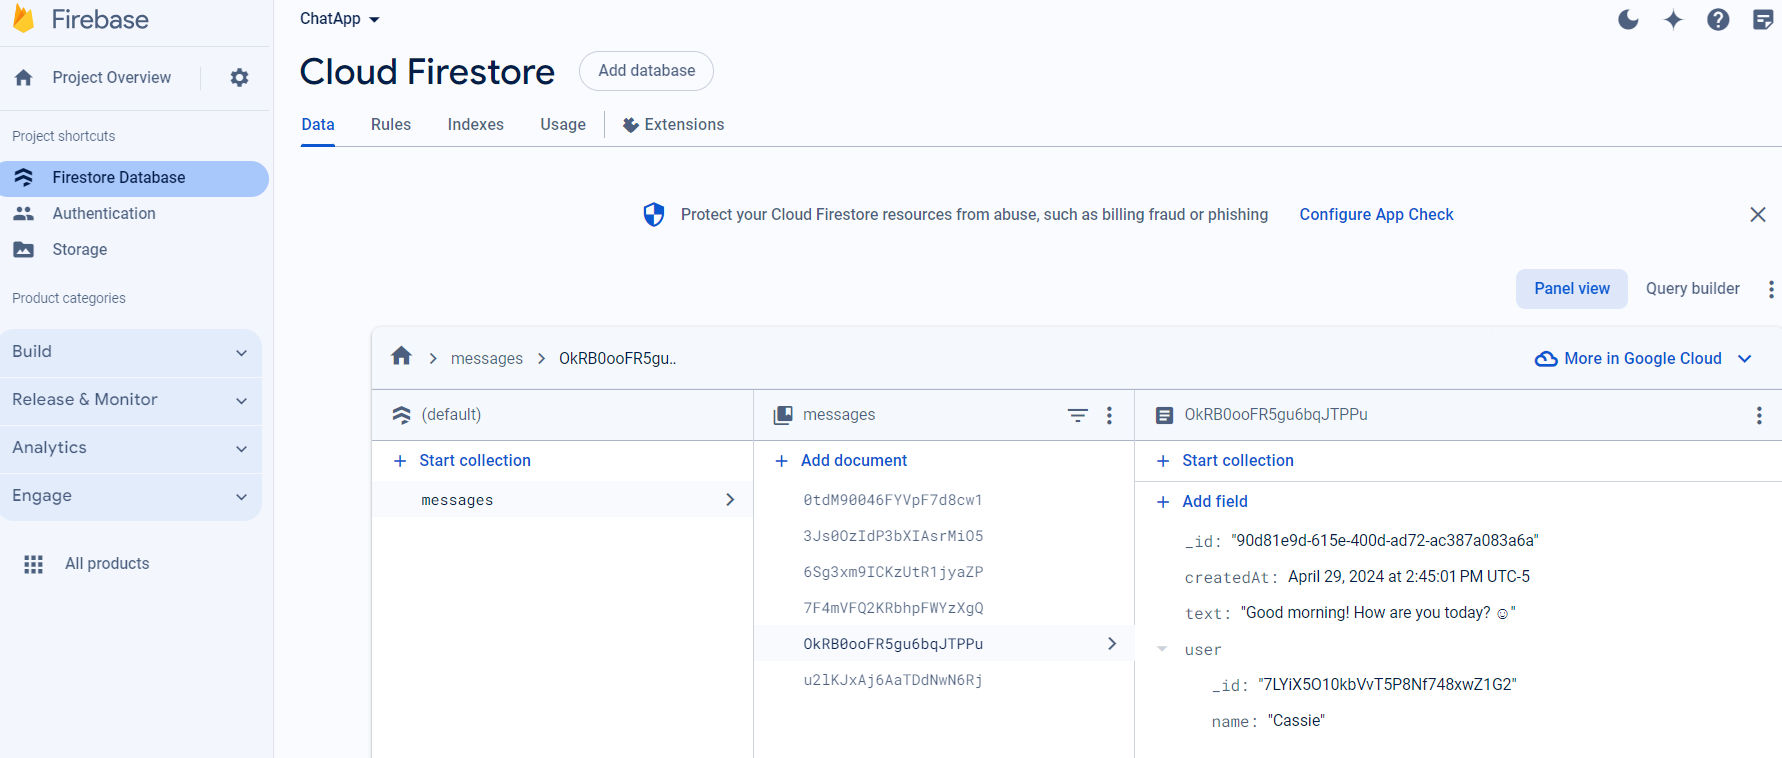 Firebase
ChatApp
Project Overview
Cloud Firestore
Add database
Data Rules Indexes Usage Extensions
Project shortcuts
Firestore Database
Authentication
Storage
Protect your Cloud Firestore resources from abuse, such as billing fraud or phishing Configure App Check
Product categories
Build
Release & Monitor
Analytics
Engage
All products
Panel view Query builder
messages OkRB0ooFR5gu.. More in Google Cloud
(default)
+ Start collection
messages
messages
+ Add document
0tdM90046FYVpF7d8cw1
3Js0OzIdP3bXIAsrMiO5
6Sg3xm9ICKzUtR1jyaZP
7F4mVFQ2KRbhpFWYzXgQ
OkRB0ooFR5gu6bqJTPPu
u2lKJxAj6AaTDdNwN6Rj
OkRB0ooFR5gu6bqJTPPu
+ Start collection
+ Add field
_id: "90d81e9d-615e-400d-ad72-ac387a083a6a"
createdAt: April 29, 2024 at 2:45:01 PM UTC-5
text: "Good morning! How are you today? ☺"
user
_id: "7LYiX5O10kbVvT5P8Nf748xwZ1G2"
name: "Cassie"